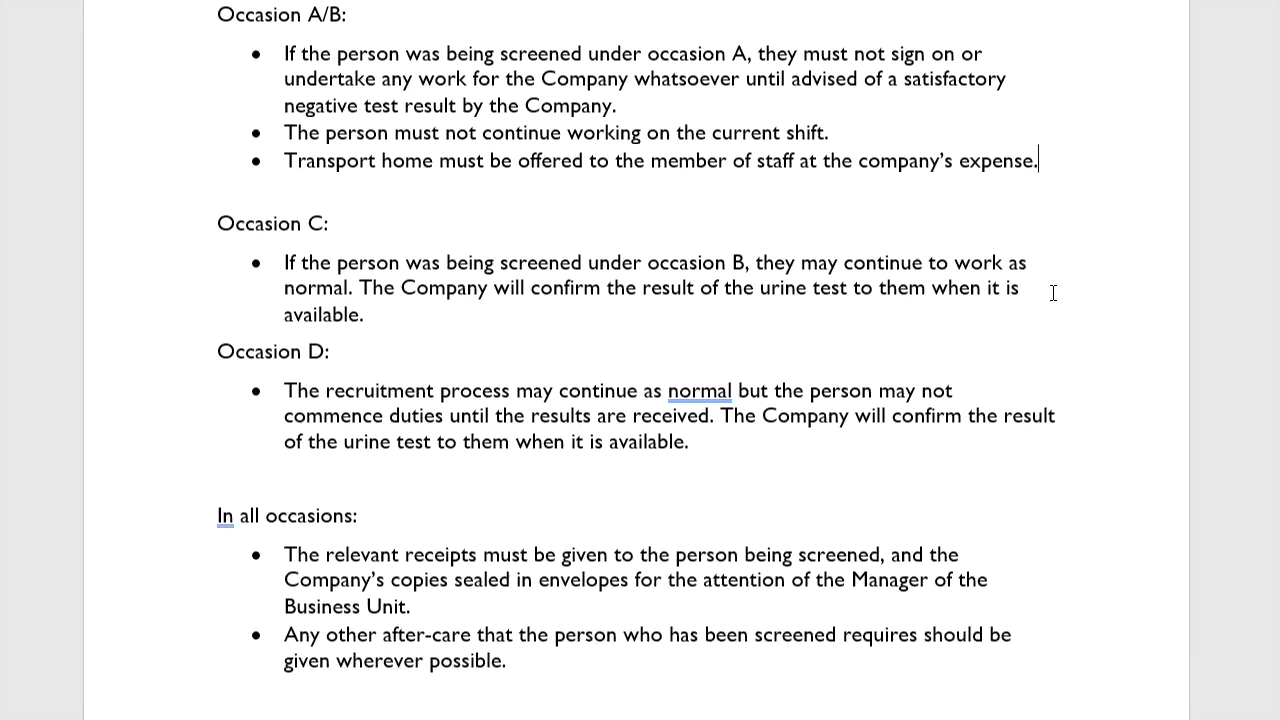 Occasion A/B:
• If the person was being screened under occasion A, they must not sign on or
undertake any work for the Company whatsoever until advised of a satisfactory
negative test result by the Company.
• The person must not continue working on the current shift.
• Transport home must be offered to the member of staff at the company’s expense.
Occasion C:
• If the person was being screened under occasion B, they may continue to work as
normal. The Company will confirm the result of the urine test to them when it is
available.
Occasion D:
• The recruitment process may continue as normal but the person may not
commence duties until the results are received. The Company will confirm the result
of the urine test to them when it is available.
In all occasions:
• The relevant receipts must be given to the person being screened, and the
Company’s copies sealed in envelopes for the attention of the Manager of the
Business Unit.
• Any other after-care that the person who has been screened requires should be
given wherever possible.